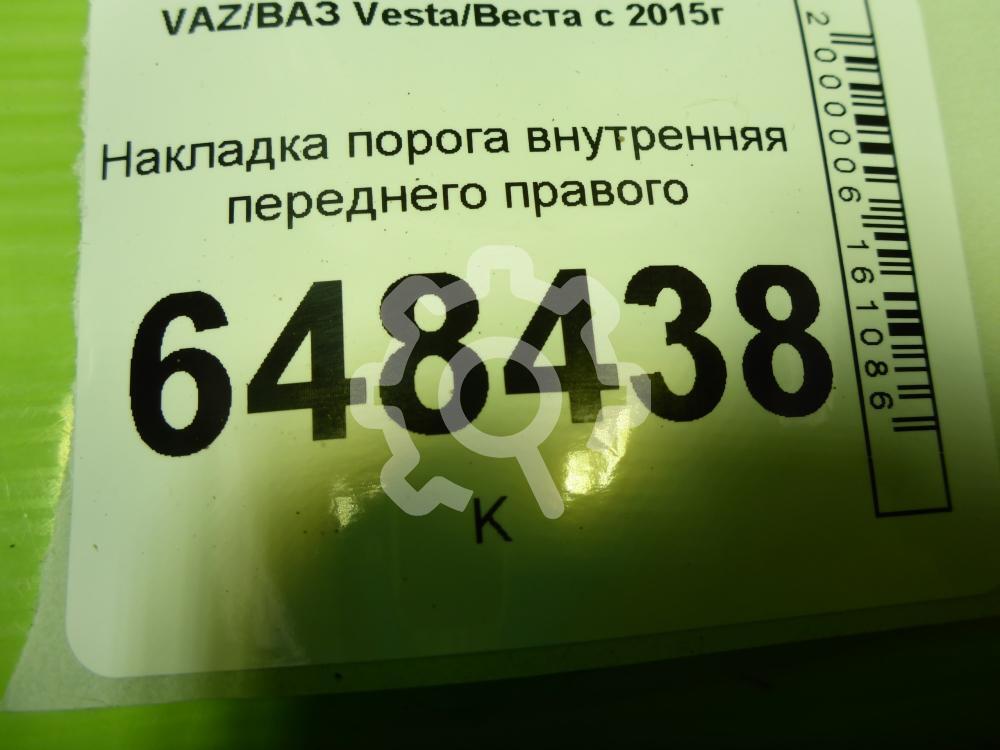 VAZ/ВАЗ Vesta/Веста с 2015г
Накладка порога внутренняя
переднего правого
648438
К
2000006161086